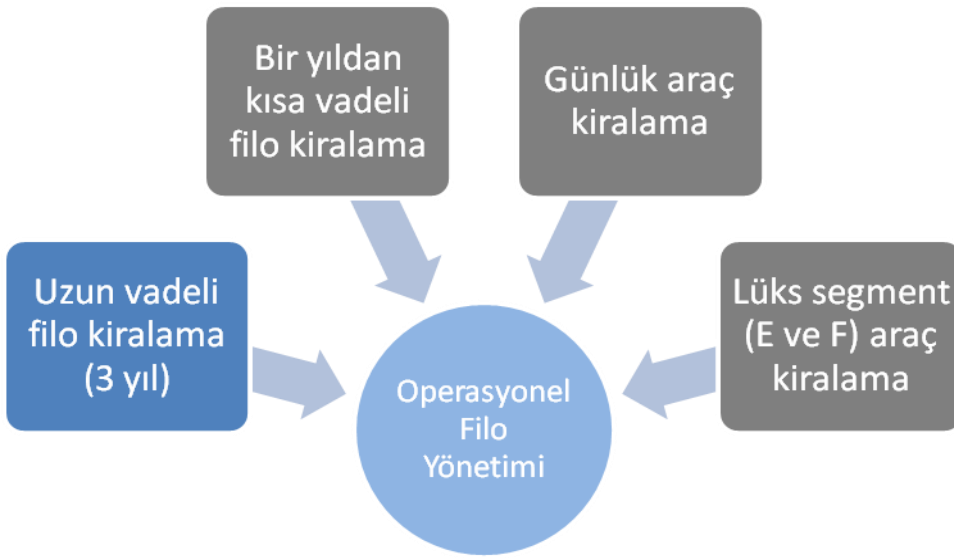 Bir yıldan
kısa vadeli
filo kiralama
Günlük araç
kiralama
Uzun vadeli
filo kiralama
(3 yıl)
Lüks segment
(E ve F) araç
kiralama
Operasyonel
Filo
Yönetimi